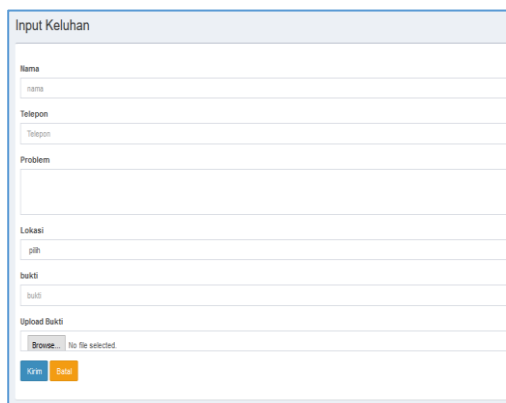 Input Keluhan
Nama
nama
Telepon
Telepon
Problem
Lokasi
pilih
bukti
bukti
Upload Bukti
Browse... No file selected.
Kirim Batal